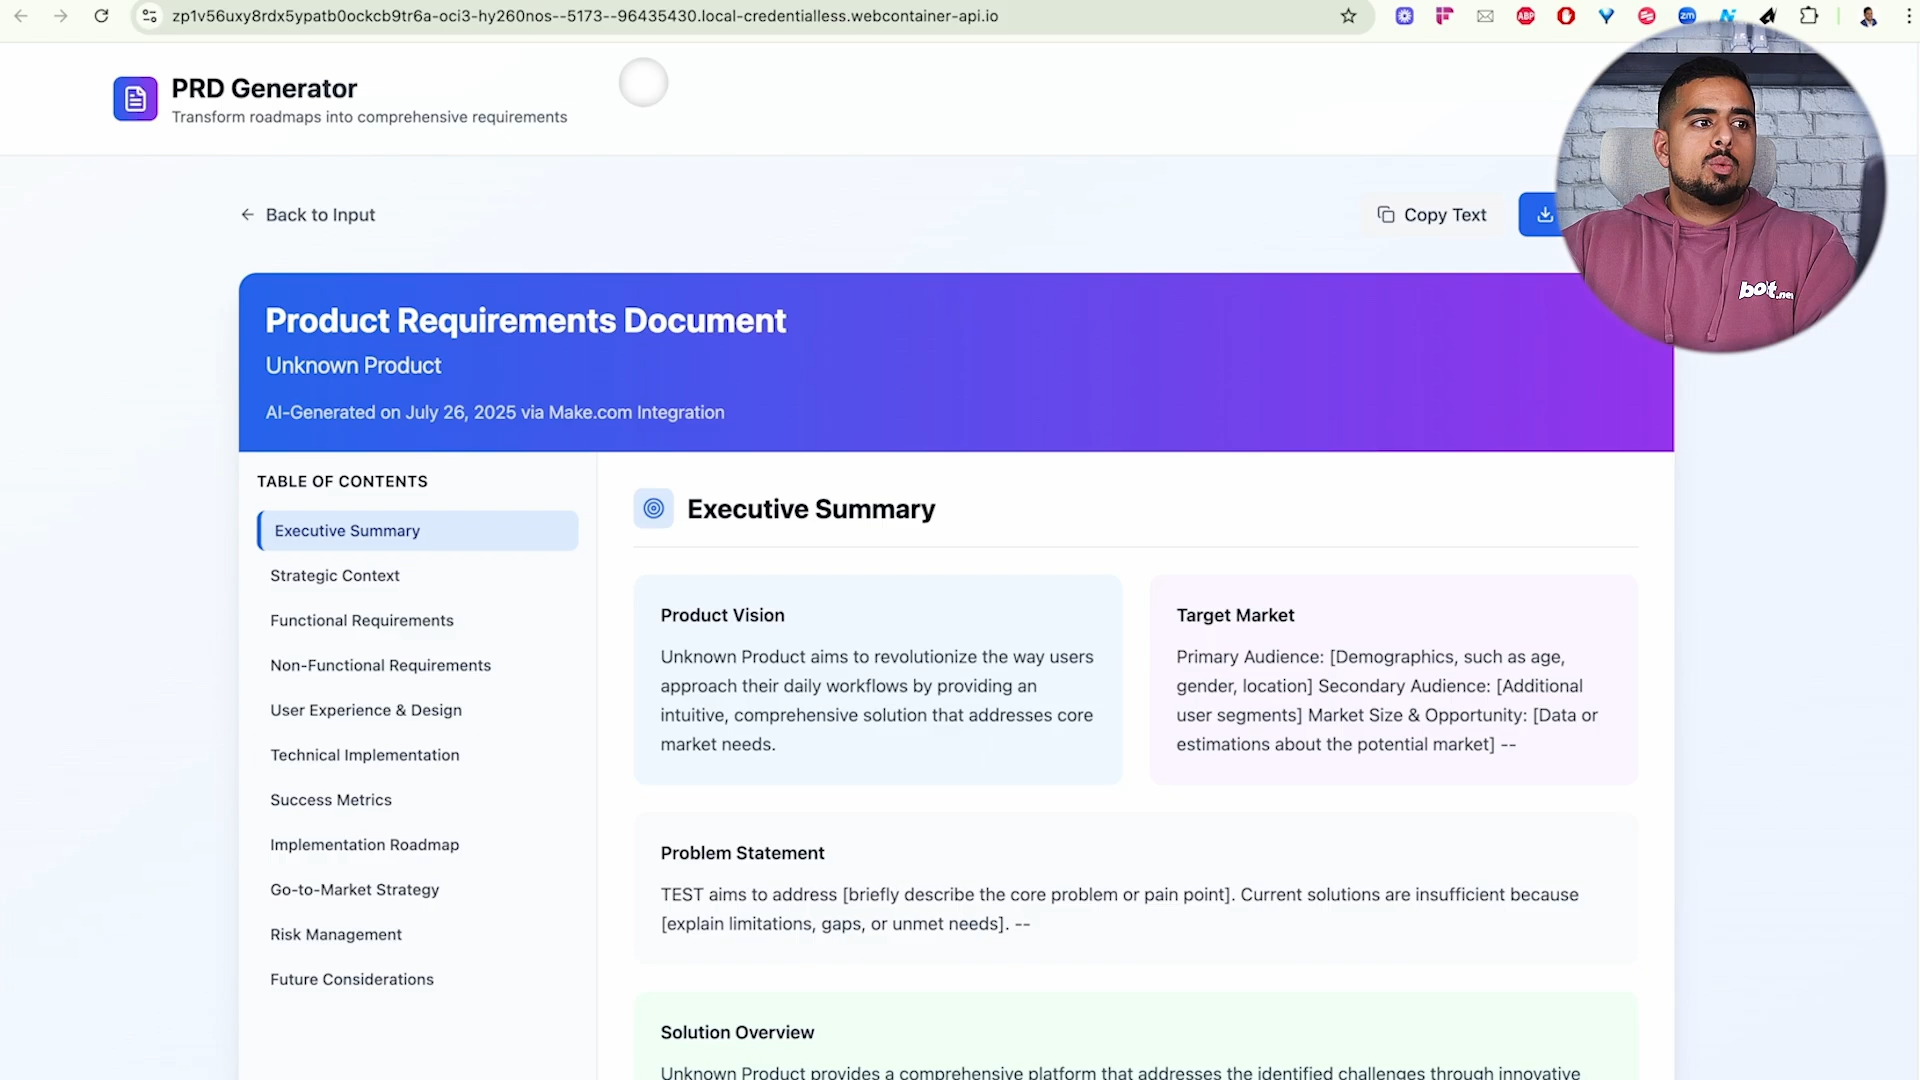 zp1v56uxy8rdx5ypatb0ockcb9tr6a-oci3-hy260nos--5173--96435430.local-credentialless.webcontainer-api.io
ABP
zm
PRD Generator
Transform roadmaps into comprehensive requirements
Back to Input
Copy Text
bolt.new
Product Requirements Document
Unknown Product
AI-Generated on July 26, 2025 via Make.com Integration
TABLE OF CONTENTS
Executive Summary
Strategic Context
Functional Requirements
Non-Functional Requirements
User Experience & Design
Technical Implementation
Success Metrics
Implementation Roadmap
Go-to-Market Strategy
Risk Management
Future Considerations
Executive Summary
Product Vision
Unknown Product aims to revolutionize the way users
approach their daily workflows by providing an
intuitive, comprehensive solution that addresses core
market needs.
Target Market
Primary Audience: [Demographics, such as age,
gender, location] Secondary Audience: [Additional
user segments] Market Size & Opportunity: [Data or
estimations about the potential market] --
Problem Statement
TEST aims to address [briefly describe the core problem or pain point]. Current solutions are insufficient because
[explain limitations, gaps, or unmet needs]. --
Solution Overview
Unknown Product provides a comprehensive platform that addresses the identified challenges through innovative